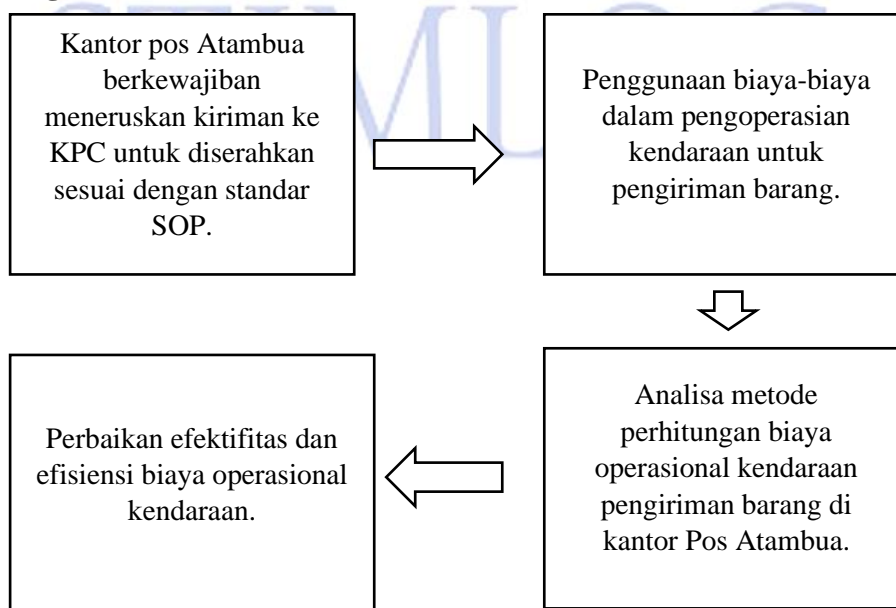 Kantor pos Atambua
berkewajiban
meneruskan kiriman ke
KPC untuk diserahkan
sesuai dengan standar
SOP.
Penggunaan biaya-biaya
dalam pengoperasian
kendaraan untuk
pengiriman barang.
Analisa metode
perhitungan biaya
operasional kendaraan
pengiriman barang di
kantor Pos Atambua.
Perbaikan efektifitas dan
efisiensi biaya operasional
kendaraan.